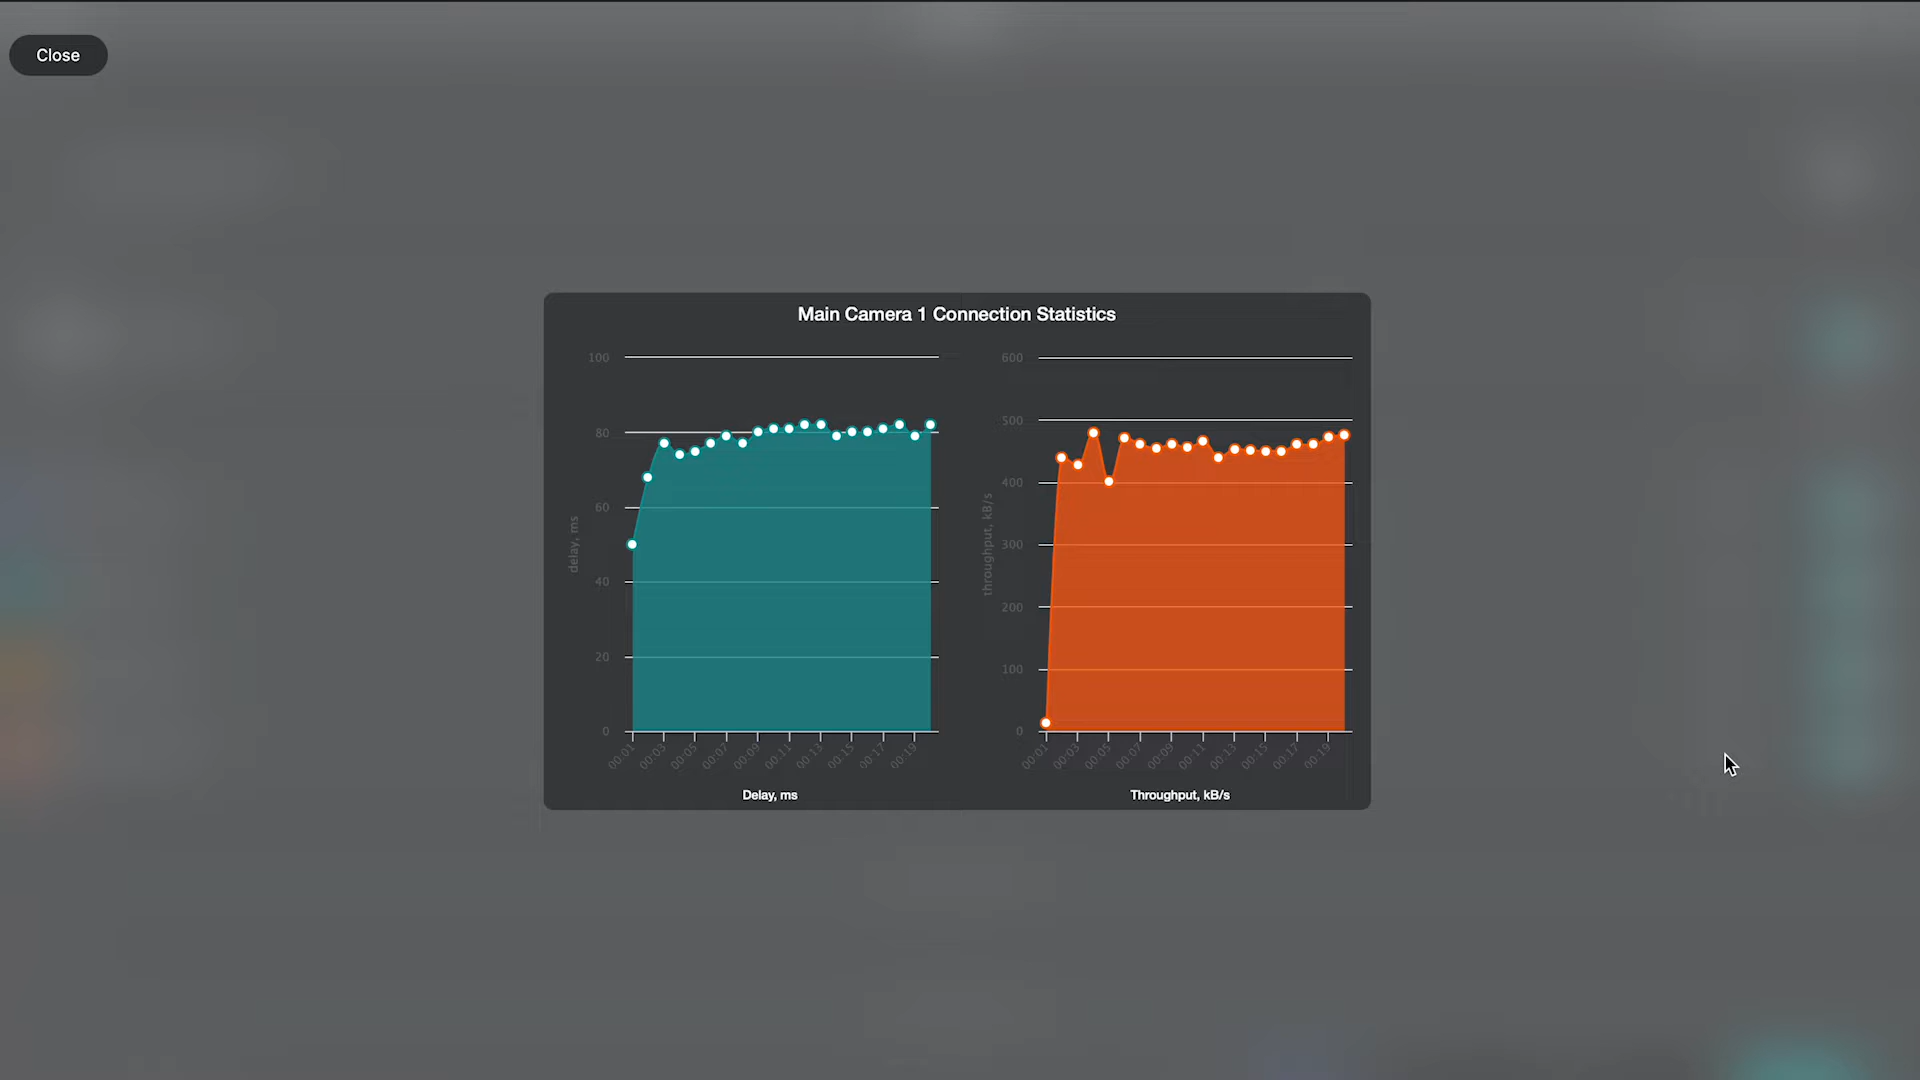 Close
Main Camera 1 Connection Statistics
100
80
60
40
20
0
delay, ms
00:01 00:03 00:05 00:07 00:09 00:11 00:13 00:15 00:17 00:19
Delay, ms
600
500
400
300
200
100
0
throughput, kB/s
00:01 00:03 00:05 00:07 00:09 00:11 00:13 00:15 00:17 00:19
Throughput, kB/s